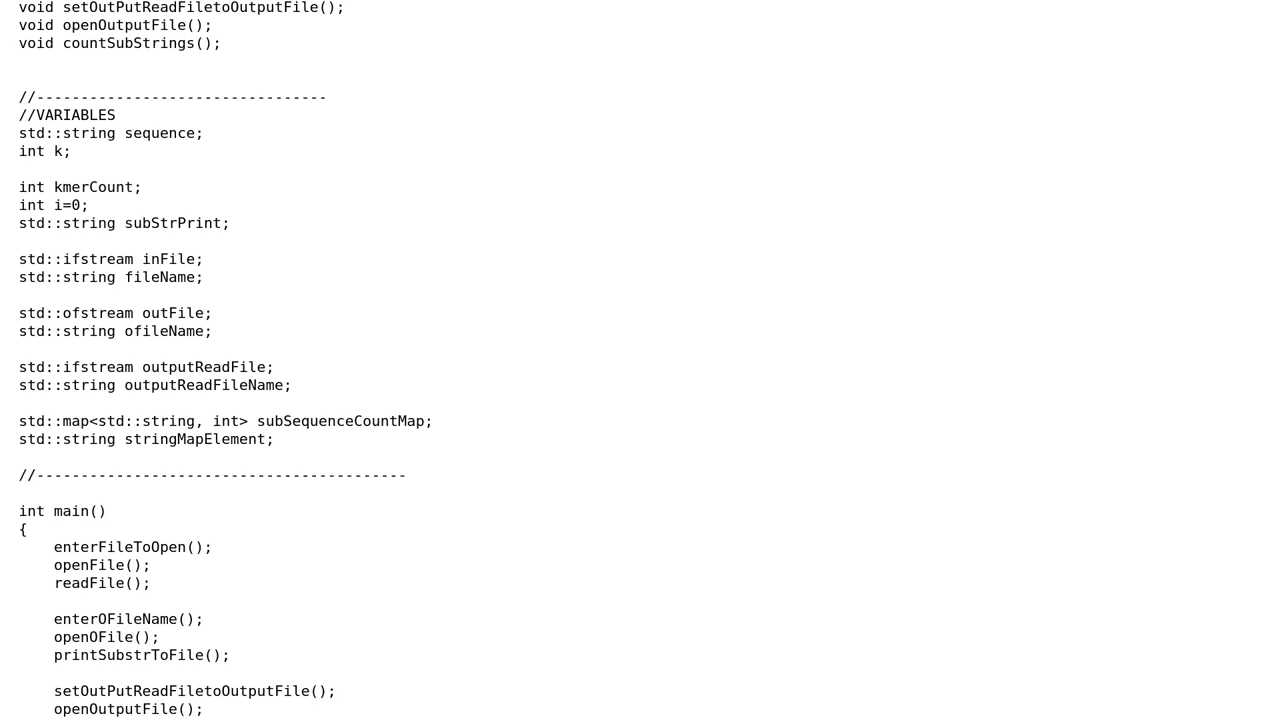 void setOutPutReadFiletoOutputFile();
void openOutputFile();
void countSubStrings();
//---------------------------------
//VARIABLES
std::string sequence;
int k;
int kmerCount;
int i=0;
std::string subStrPrint;
std::ifstream inFile;
std::string fileName;
std::ofstream outFile;
std::string ofileName;
std::ifstream outputReadFile;
std::string outputReadFileName;
std::map<std::string, int> subSequenceCountMap;
std::string stringMapElement;
//------------------------------------------
int main()
{
    enterFileToOpen();
    openFile();
    readFile();
    enterOFileName();
    openOFile();
    printSubstrToFile();
    setOutPutReadFiletoOutputFile();
    openOutputFile();